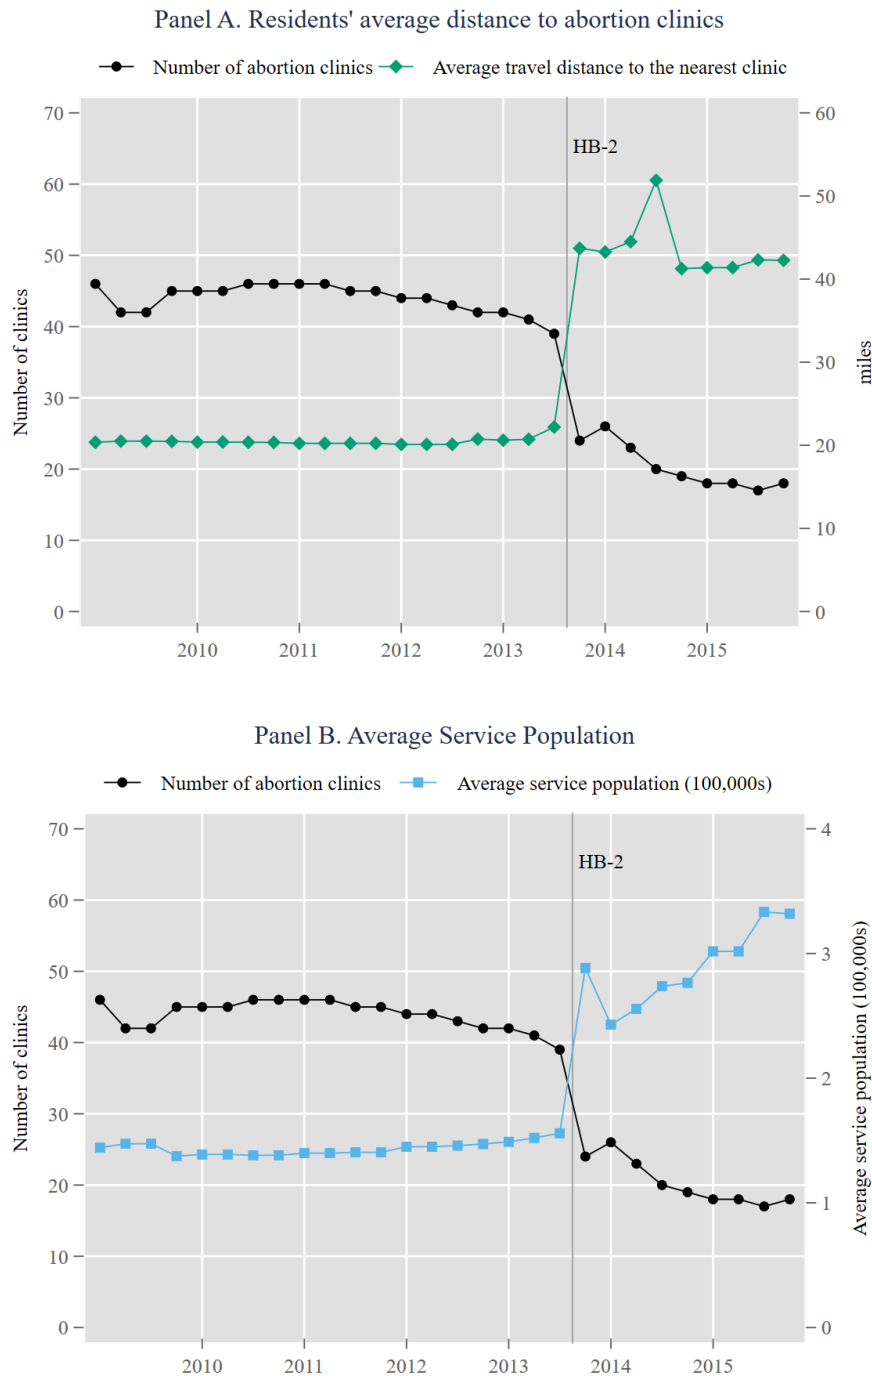 Panel A. Residents' average distance to abortion clinics
Number of abortion clinics Average travel distance to the nearest clinic
70 60
HB-2
60 50
50 40
40 30
30 20
20 10
10 0
0
Number of clinics
miles
2010 2011 2012 2013 2014 2015
Panel B. Average Service Population
Number of abortion clinics Average service population (100,000s)
70 4
HB-2
60 3
50 2
40 1
30 0
20
10
0
Number of clinics
Average service population (100,000s)
2010 2011 2012 2013 2014 2015